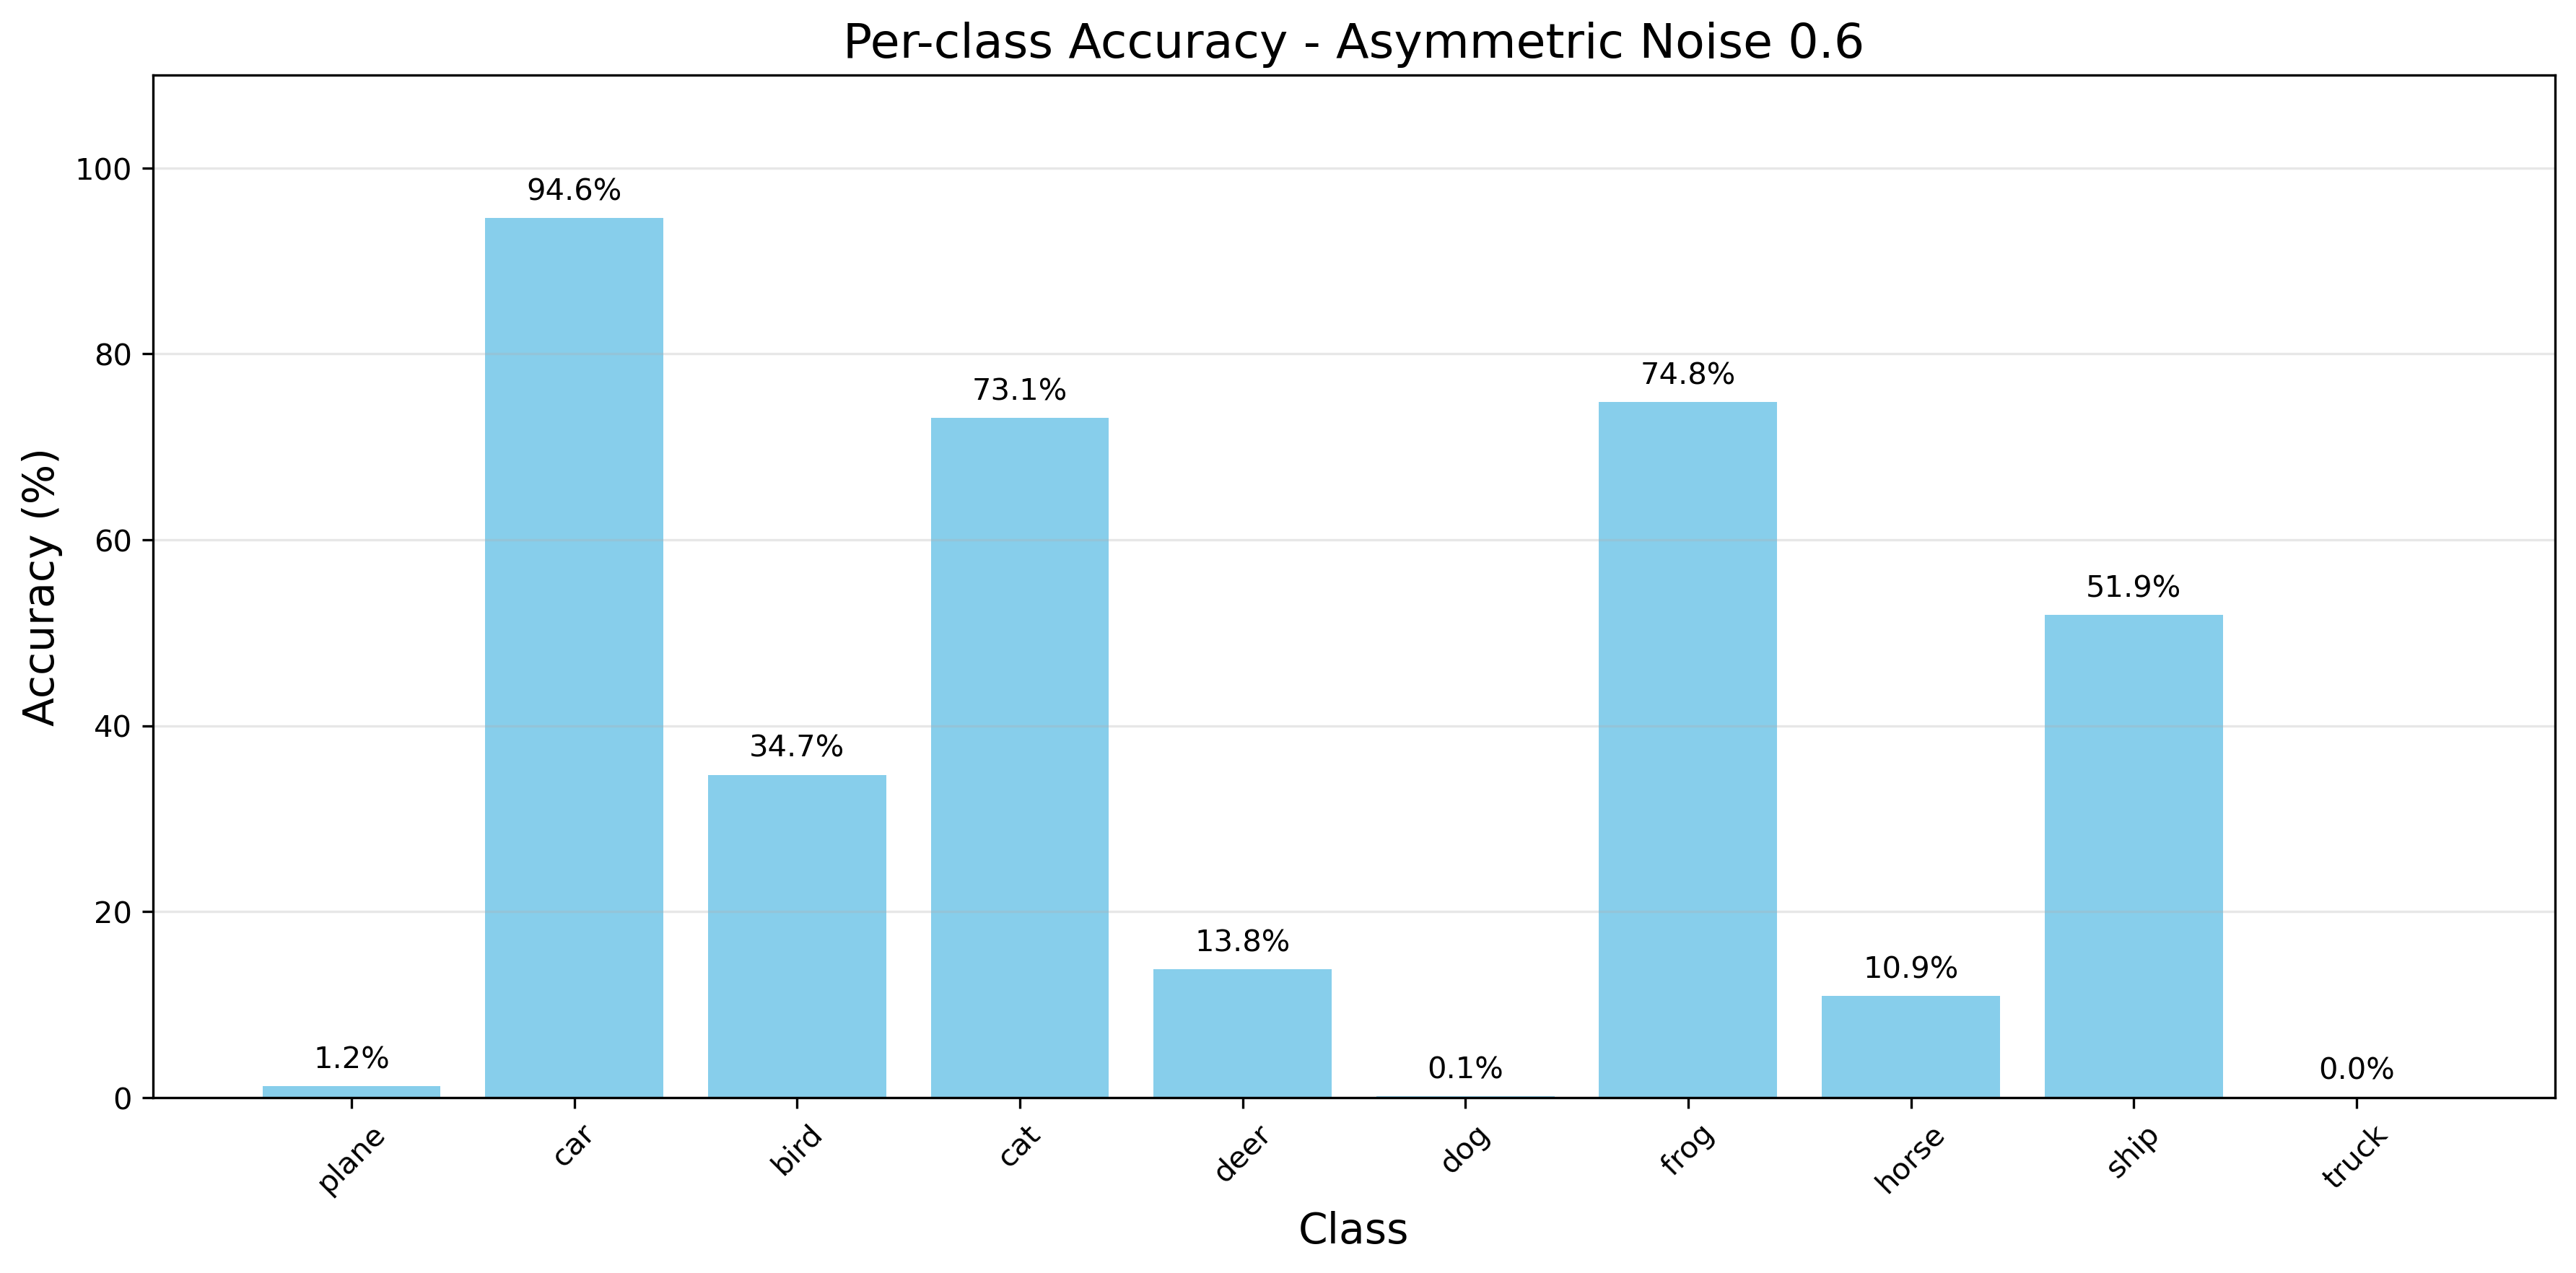 Per-class Accuracy - Asymmetric Noise 0.6
Accuracy (%)
100
80
60
40
20
0
1.2%
94.6%
34.7%
73.1%
13.8%
0.1%
74.8%
10.9%
51.9%
0.0%
plane
car
bird
cat
deer
dog
frog
horse
ship
truck
Class